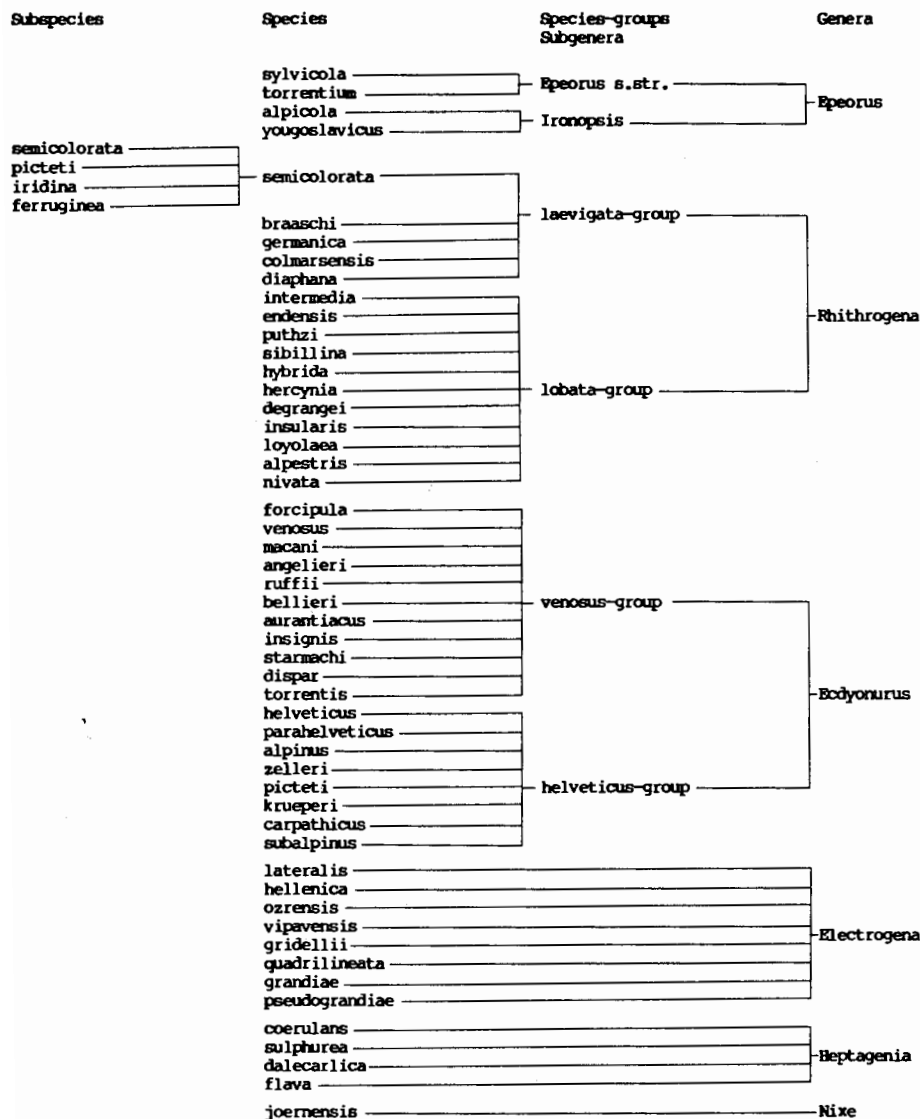 Subspecies Species Species-groups Genera
Subgenera
sylvicola
Epeorus s.str.
torrentium
Epeorus
alpicola
Ironopsis
yougoslavicus
semicolorata
picteti
semicolorata
iridina
ferruginea
laevigata-group
braaschi
germanica
colmarsensis
diaphana
intermedia
endensis
Rhithrogena
puthzi
sibillina
hybrida
hercynia lobata-group
degrangei
insularis
loyolaea
alpestris
nivata
forcipula
venosus
macani
angelieri
ruffii
bellieri venosus-group
aurantiacus
insignis
starmachi
dispar
torrentis Ecdyonurus
helveticus
parahelveticus
alpinus
zelleri
picteti helveticus-group
krueperi
carpathicus
subalpinus
lateralis
hellenica
ozrensis
vipavensis
Electrogena
gridellii
quadrilineata
grandiae
pseudograndiae
coerulans
sulphurea
Heptagenia
dalecarlica
flava
joernensis Nixe